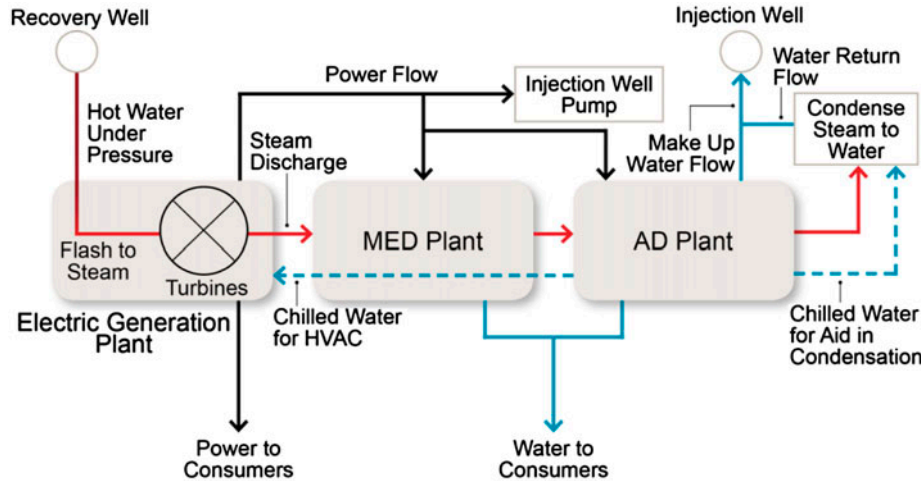 Recovery Well
Injection Well
Power Flow
Water Return
Flow
Injection Well
Pump
Condense
Steam to
Water
Hot Water
Under
Pressure
Steam
Discharge
Make Up
Water Flow
MED Plant
AD Plant
Flash to
Steam
Turbines
Electric Generation
Plant
Chilled Water
for HVAC
Chilled Water
for Aid in
Condensation
Power to
Consumers
Water to
Consumers